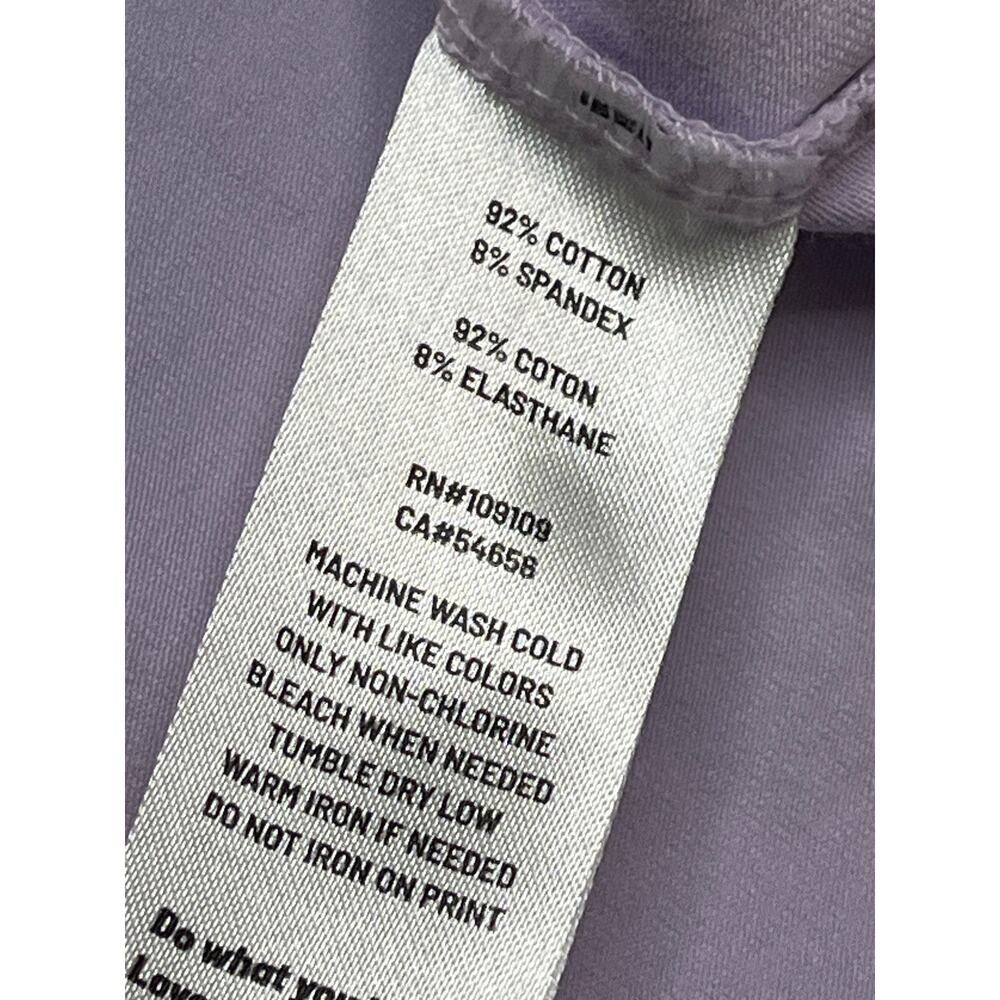 92% COTTON
8% SPANDEX
92% COTON
8% ELASTHANE
RN#109109
CA#54658
MACHINE WASH COLD
WITH LIKE COLORS
ONLY NON-CHLORINE
BLEACH WHEN NEEDED
TUMBLE DRY LOW
WARM IRON IF NEEDED
DO NOT IRON ON PRINT
Do what you